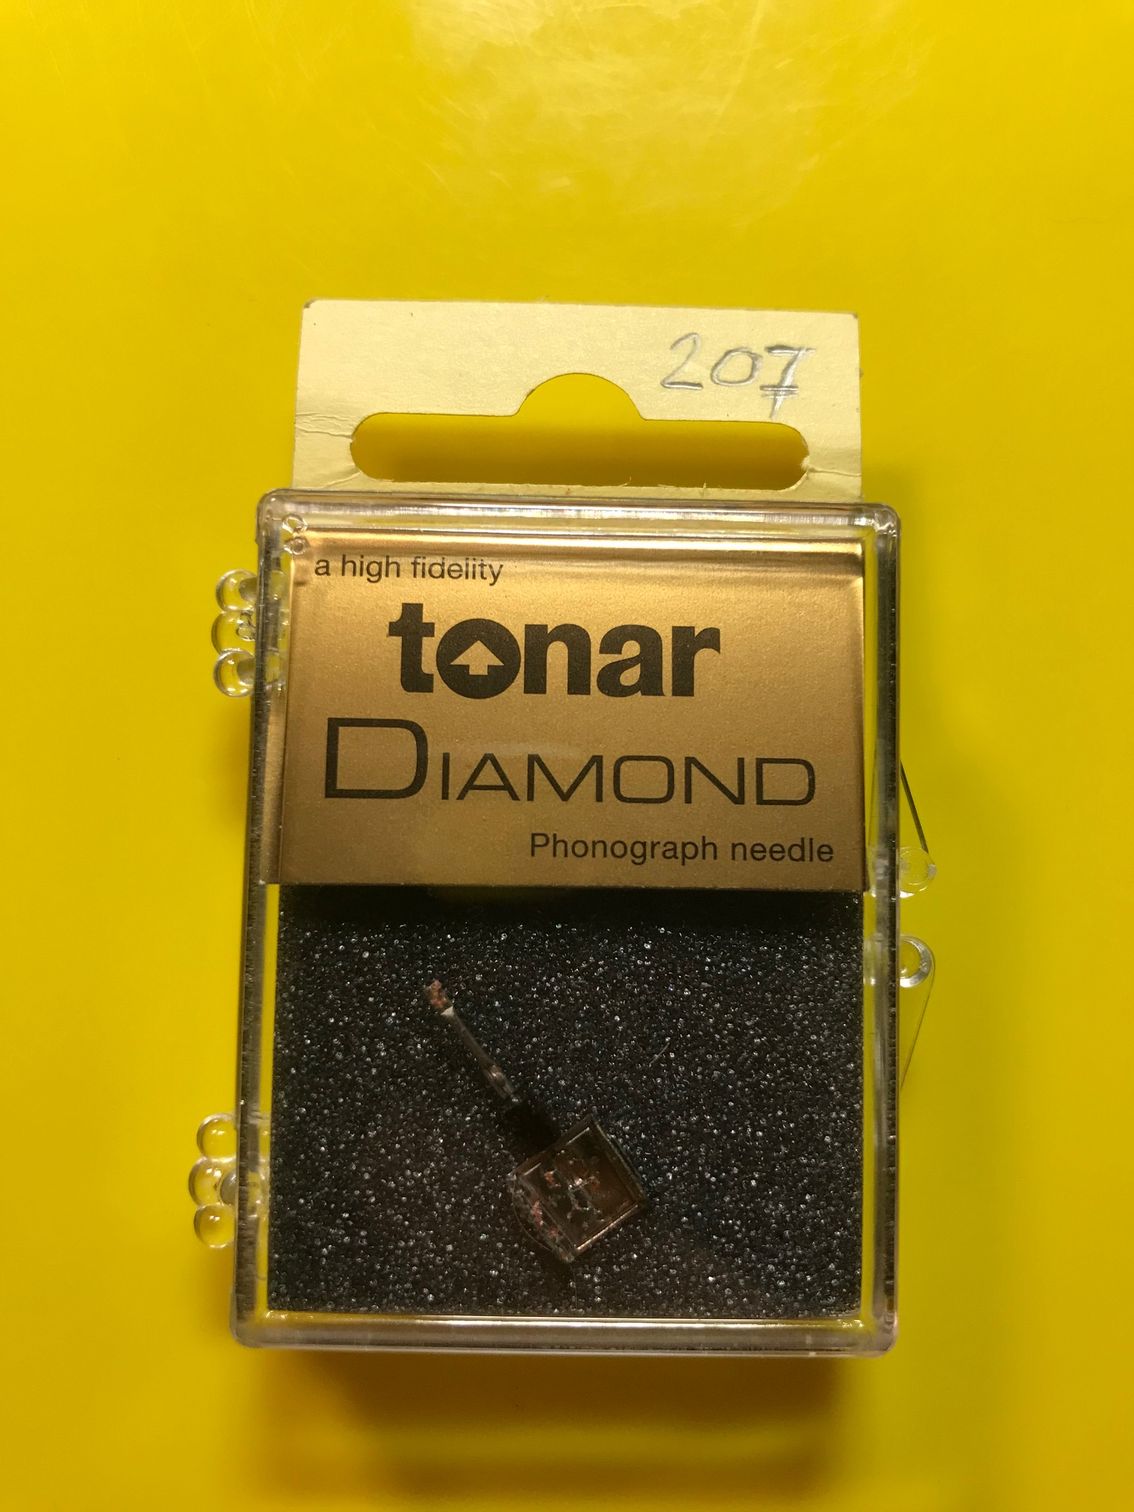 207
a high fidelity
tonar
DIAMOND
Phonograph needle